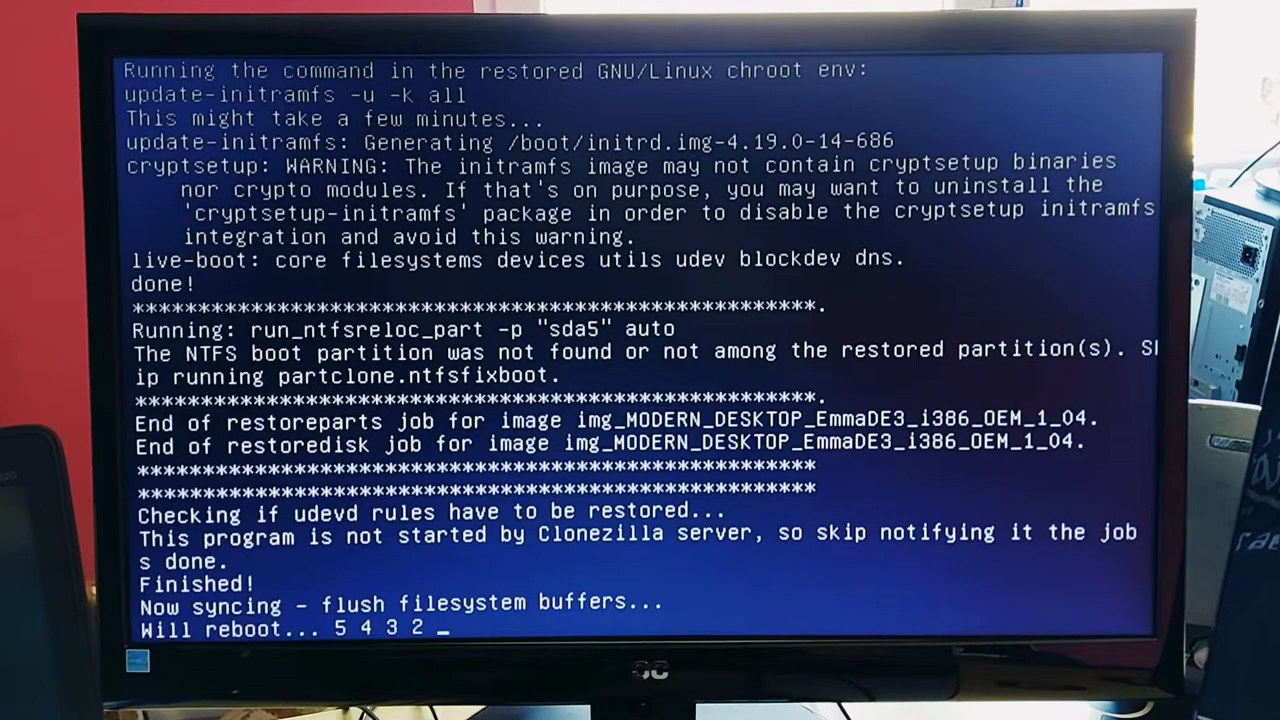 Running the command in the restored GNU/Linux chroot env:
update-initramfs -u -k all
This might take a few minutes...
update-initramfs: Generating /boot/initrd.img-4.19.0-14-686
cryptsetup: WARNING: The initramfs image may not contain cryptsetup binaries
nor crypto modules. If that's on purpose, you may want to uninstall the
'cryptsetup-initramfs' package in order to disable the cryptsetup initramfs
integration and avoid this warning.
live-boot: core filesystems devices utils udev blockdev dns.
done!
****************************************************.
Running: run_ntfsreloc_part -p "sda5" auto
The NTFS boot partition was not found or not among the restored partition(s). Sk
ip running partclone.ntfsfixboot.
****************************************************.
End of restoreparts job for image img_MODERN_DESKTOP_EmmaDE3_i386_OEM_1_04.
End of restoredisk job for image img_MODERN_DESKTOP_EmmaDE3_i386_OEM_1_04.
****************************************************
****************************************************
Checking if udevd rules have to be restored...
This program is not started by Clonezilla server, so skip notifying it the job i
s done.
Finished!
Now syncing - flush filesystem buffers...
Will reboot... 5 4 3 2 _